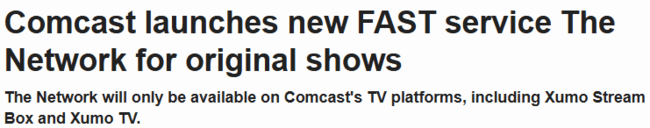 Comcast launches new FAST service The
Network for original shows
The Network will only be available on Comcast's TV platforms, including Xumo Stream
Box and Xumo TV.